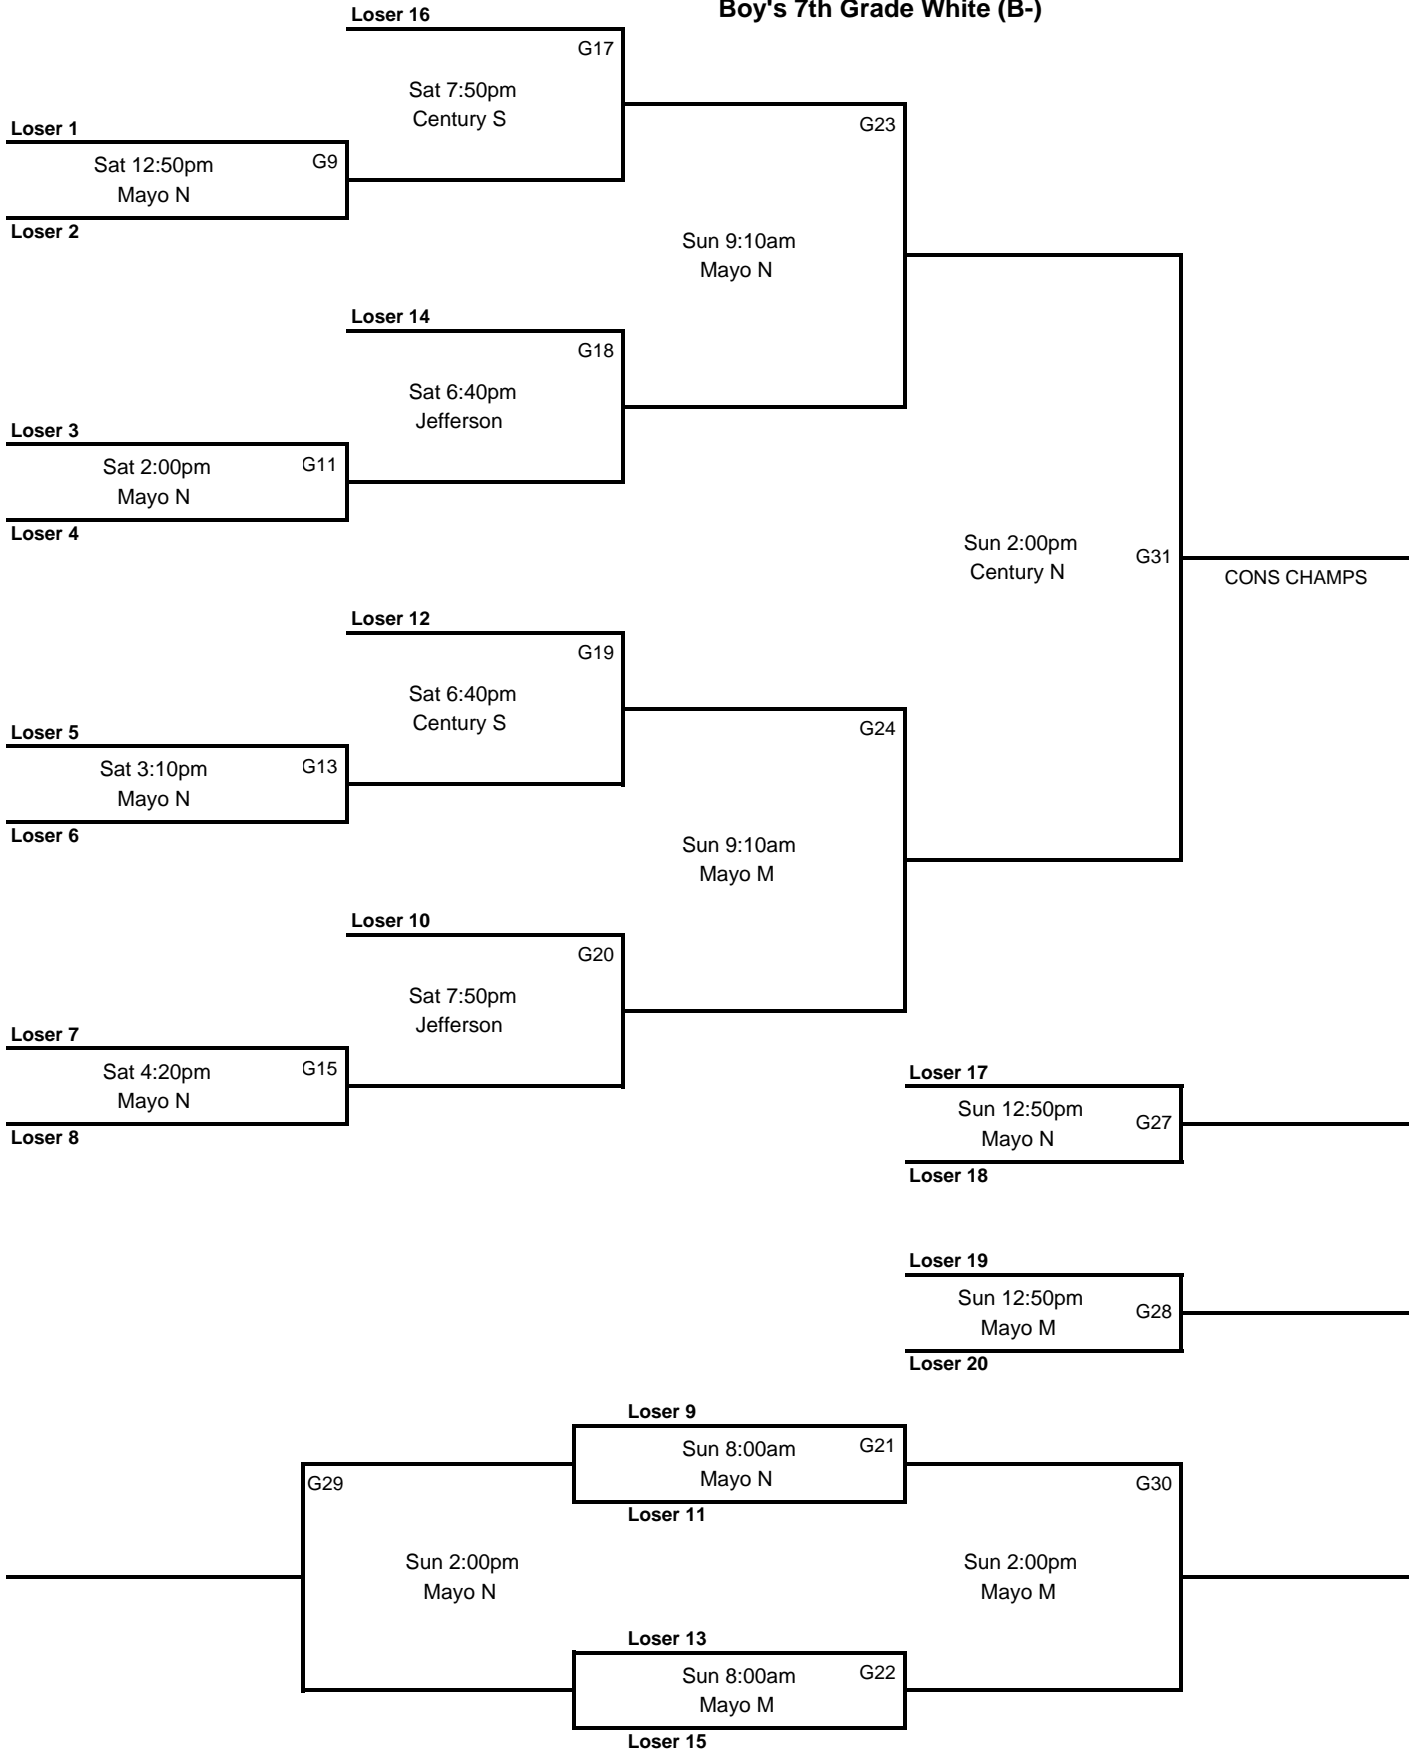 Boy's 7th Grade White (B-)
Loser 16
G17
Sat 7:50pm
Century S
Loser 1
G23
Sat 12:50pm
G9
Mayo N
Loser 2
Sun 9:10am
Mayo N
Loser 14
G18
Sat 6:40pm
Jefferson
Loser 3
Sat 2:00pm
G11
Mayo N
Loser 4
Sun 2:00pm
G31
Century N
CONS CHAMPS
Loser 12
G19
Sat 6:40pm
Century S
Loser 5
G24
Sat 3:10pm
G13
Mayo N
Loser 6
Sun 9:10am
Mayo M
Loser 10
G20
Sat 7:50pm
Jefferson
Loser 7
Sat 4:20pm
G15
Mayo N
Loser 8
Loser 17
Sun 12:50pm
G27
Mayo N
Loser 18
Loser 19
Sun 12:50pm
G28
Mayo M
Loser 20
Loser 9
Sun 8:00am
G21
Mayo N
G29
G30
Loser 11
Sun 2:00pm
Mayo N
Sun 2:00pm
Mayo M
Loser 13
Sun 8:00am
G22
Mayo M
Loser 15